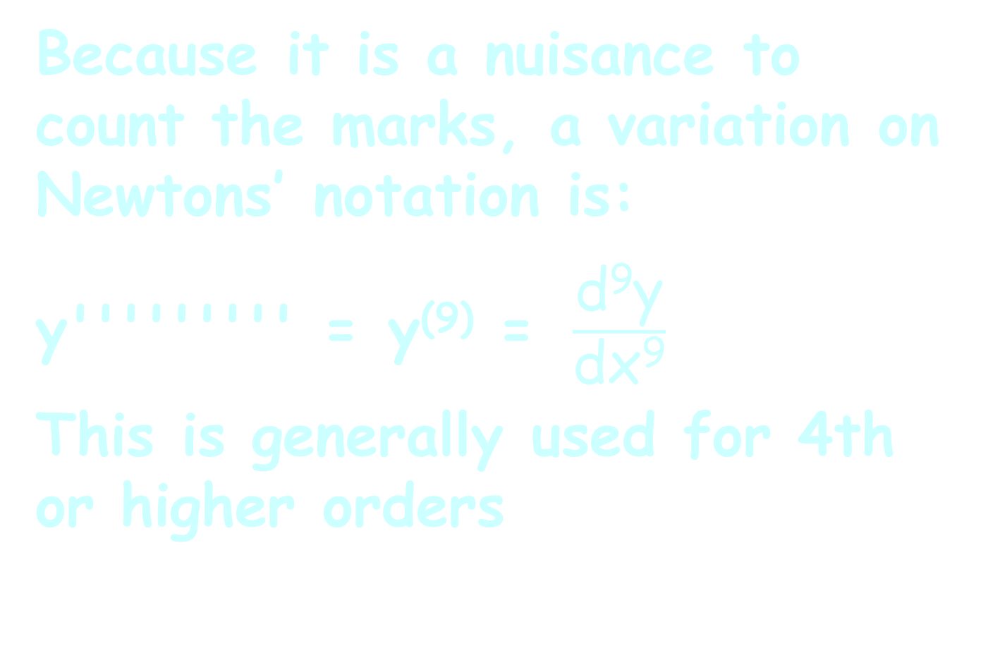 Because it is a nuisance to
count the marks, a variation on
Newtons’ notation is:
y''''''''' = y⁽⁹⁾ = d⁹y/dx⁹
This is generally used for 4th
or higher orders